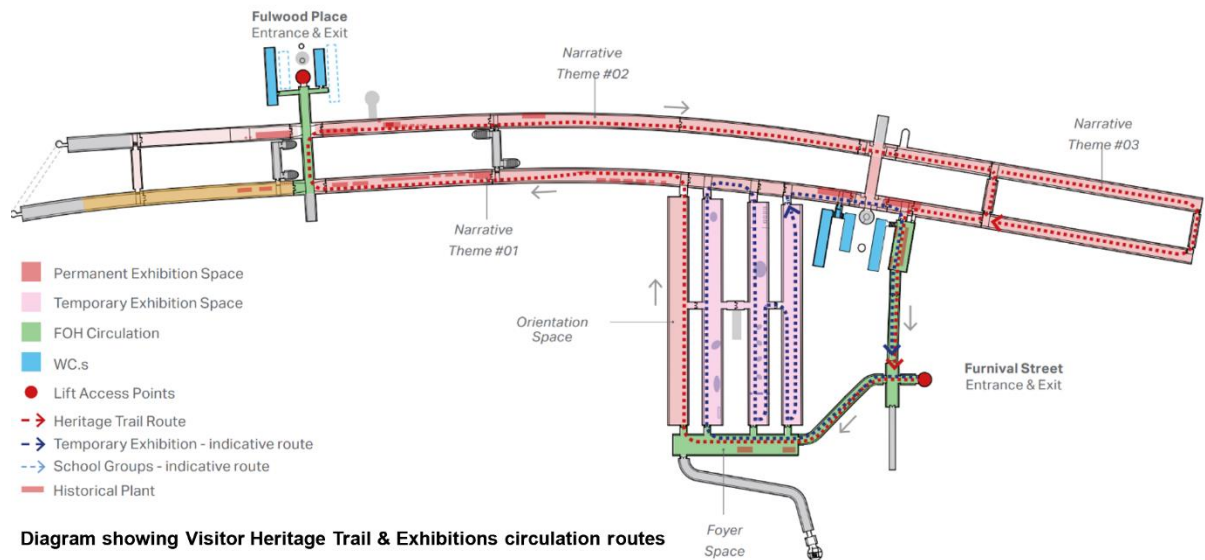 Fulwood Place
Entrance & Exit
Narrative
Theme #02
Narrative
Theme #03
Narrative
Theme #01
Permanent Exhibition Space
Temporary Exhibition Space
FOH Circulation
WC.s
Lift Access Points
Heritage Trail Route
Temporary Exhibition - indicative route
School Groups - indicative route
Historical Plant
Orientation
Space
Furnival Street
Entrance & Exit
Foyer
Space
Diagram showing Visitor Heritage Trail & Exhibitions circulation routes